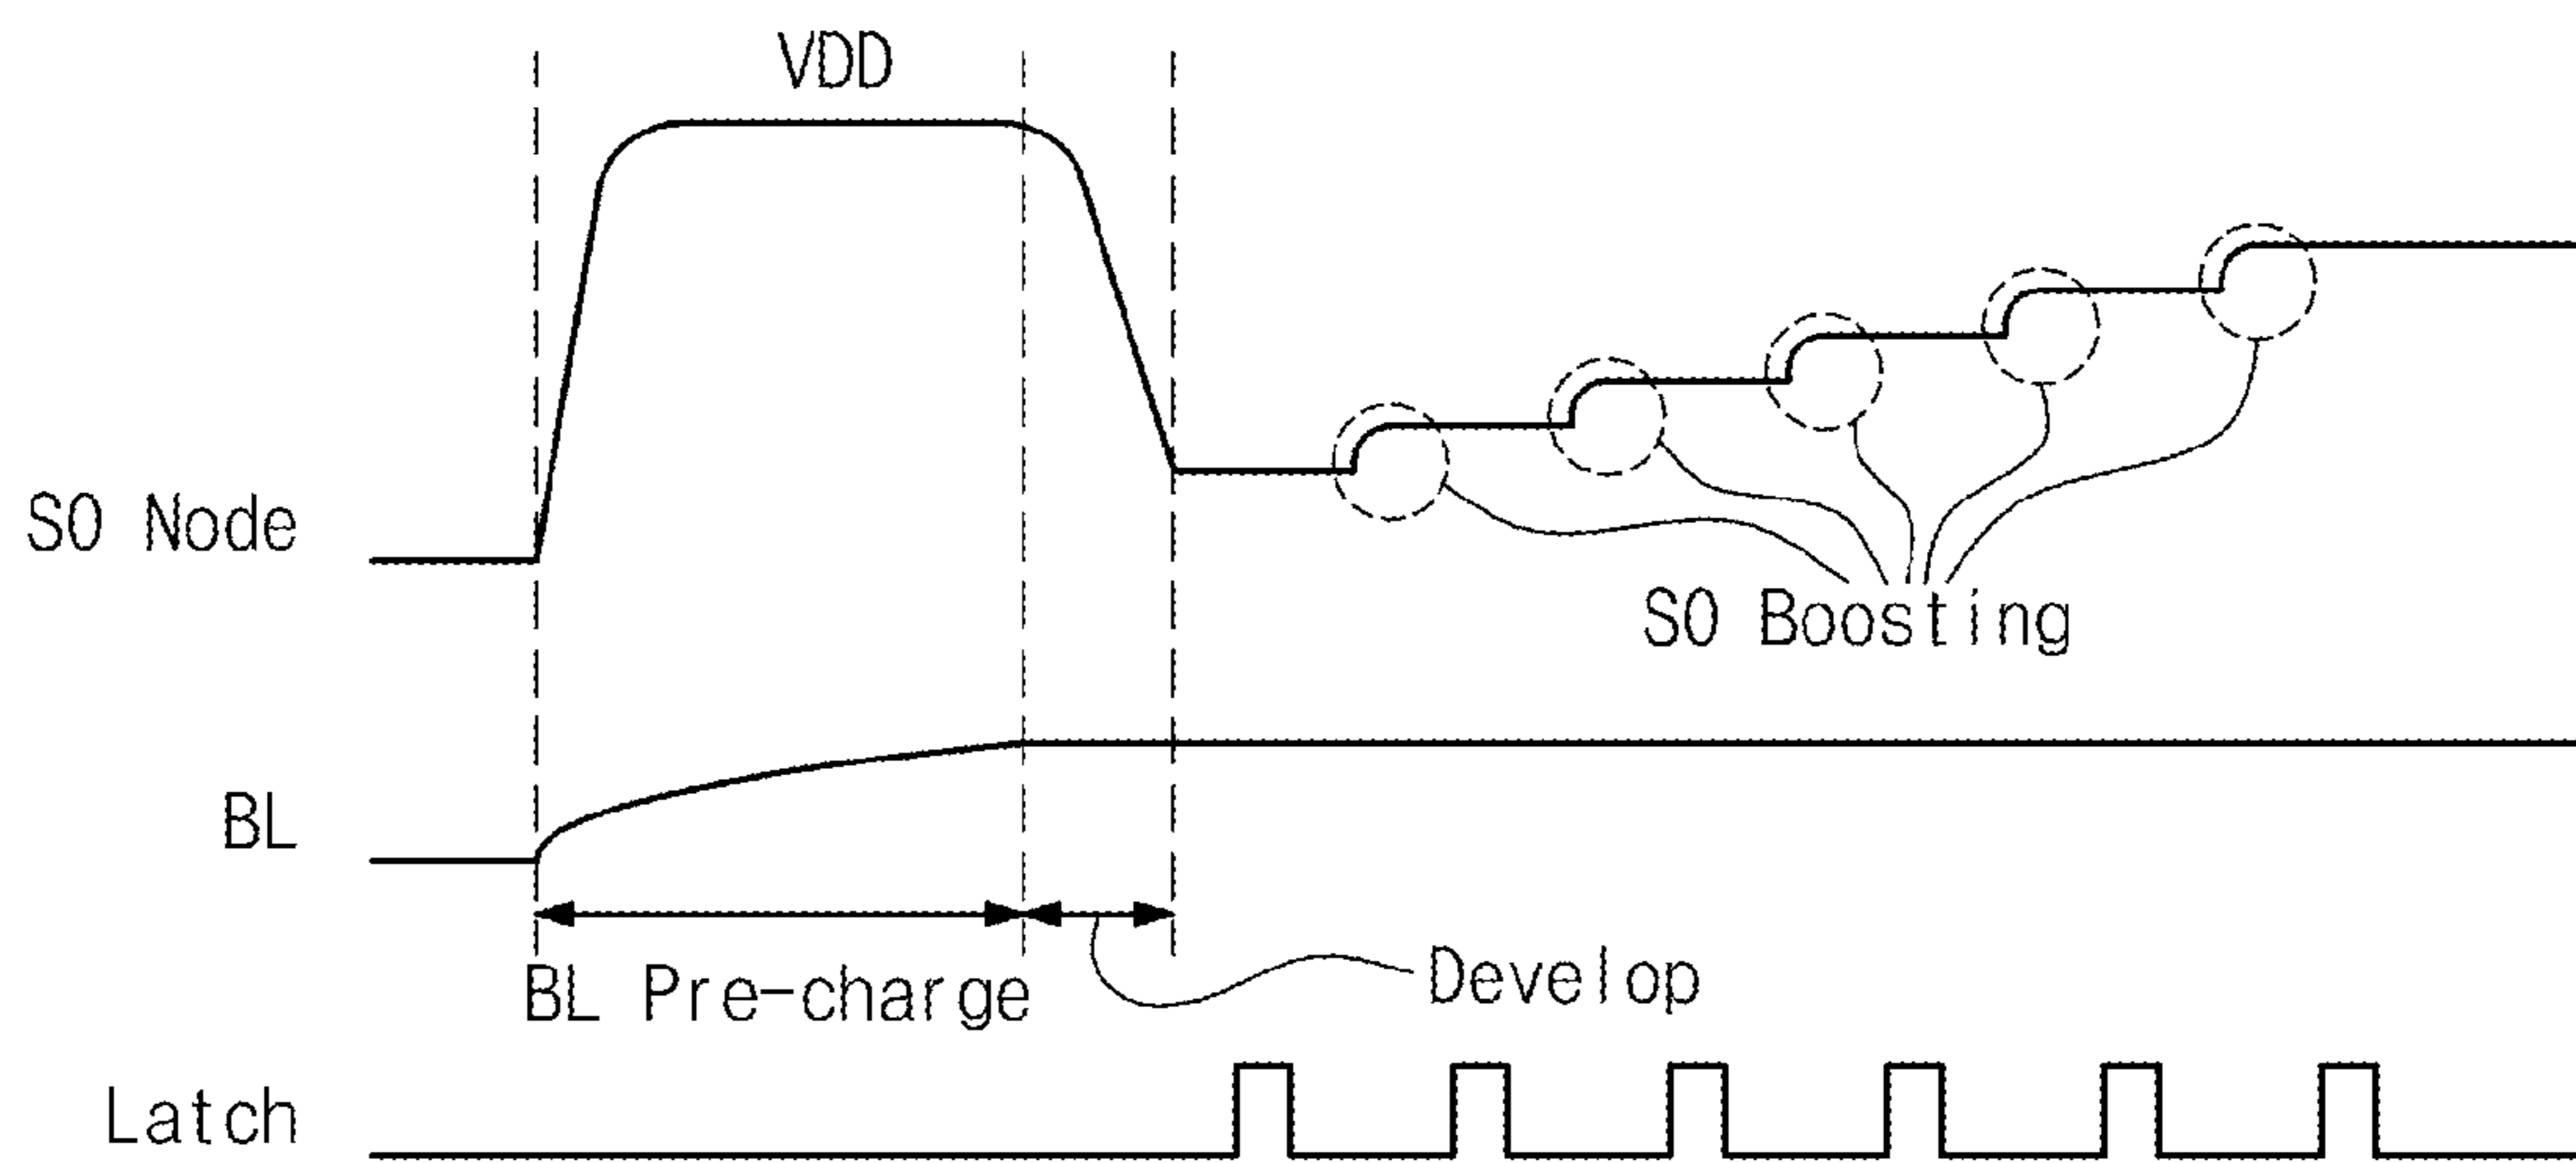 VDD
SO Node
SO Boosting
BL
BL Pre-charge
Develop
Latch